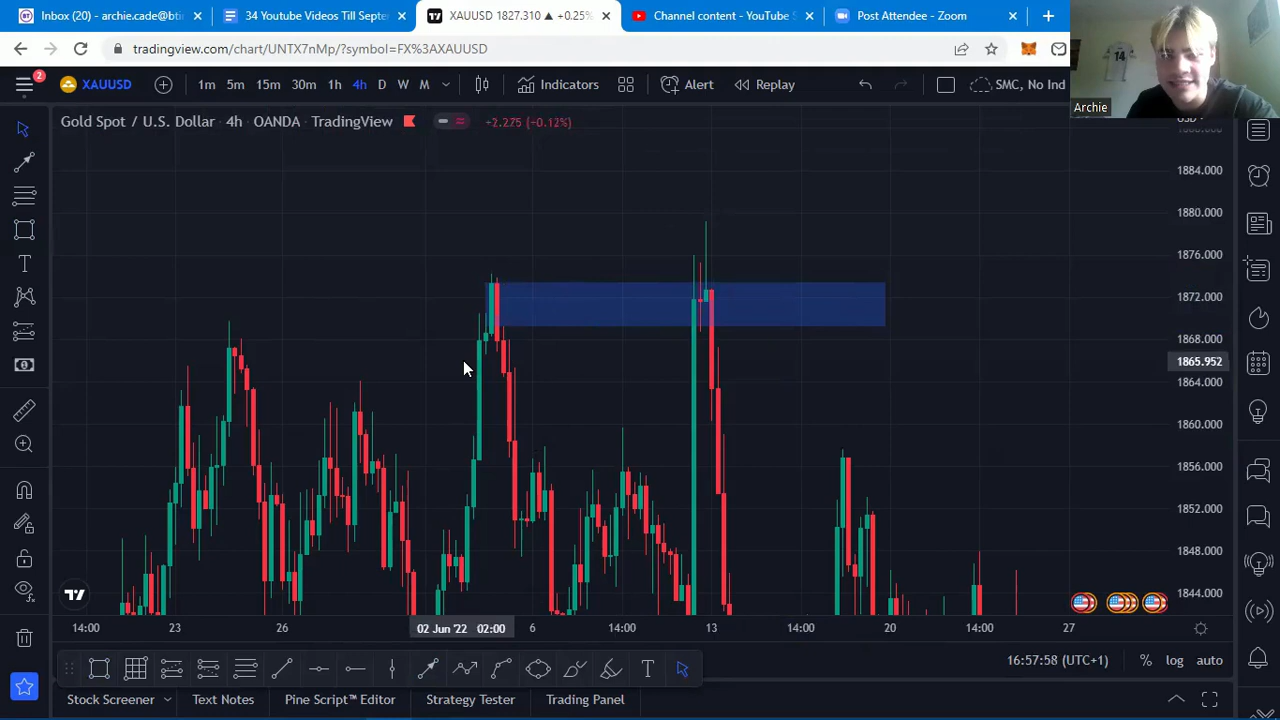 Inbox (20) - archie.cade@bti
34 Youtube Videos Till Septe
XAUUSD 1827.310 ▲ +0.25%
Channel content - YouTube S
Post Attendee - Zoom
tradingview.com/chart/UNTX7nMp/?symbol=FX%3AXAUUSD
2
XAUUSD
1m 5m 15m 30m 1h 4h D W M
Indicators
Alert
Replay
SMC, No Ind
14
Archie
Gold Spot / U.S. Dollar 4h OANDA TradingView
+2.275 (+0.12%)
1884.000
1880.000
1876.000
1872.000
1868.000
1865.952
1864.000
1860.000
1856.000
1852.000
1848.000
1844.000
14:00 23 26 02 Jun '22 02:00 6 14:00 13 14:00 20 14:00 27
16:57:58 (UTC+1) % log auto
Stock Screener Text Notes Pine Script™ Editor Strategy Tester Trading Panel